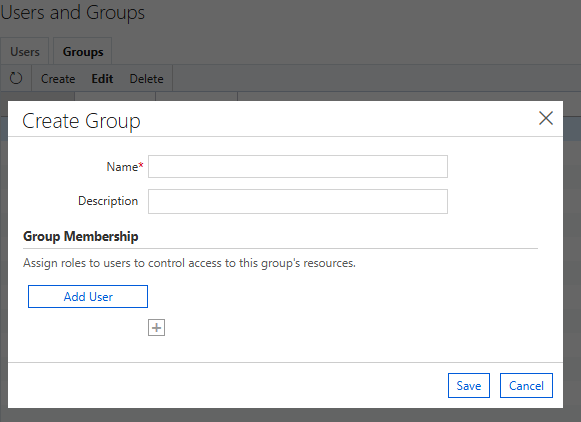 Users and Groups
Users Groups
Create Edit Delete
Create Group
Name*
Description
Group Membership
Assign roles to users to control access to this group's resources.
Add User
Save Cancel